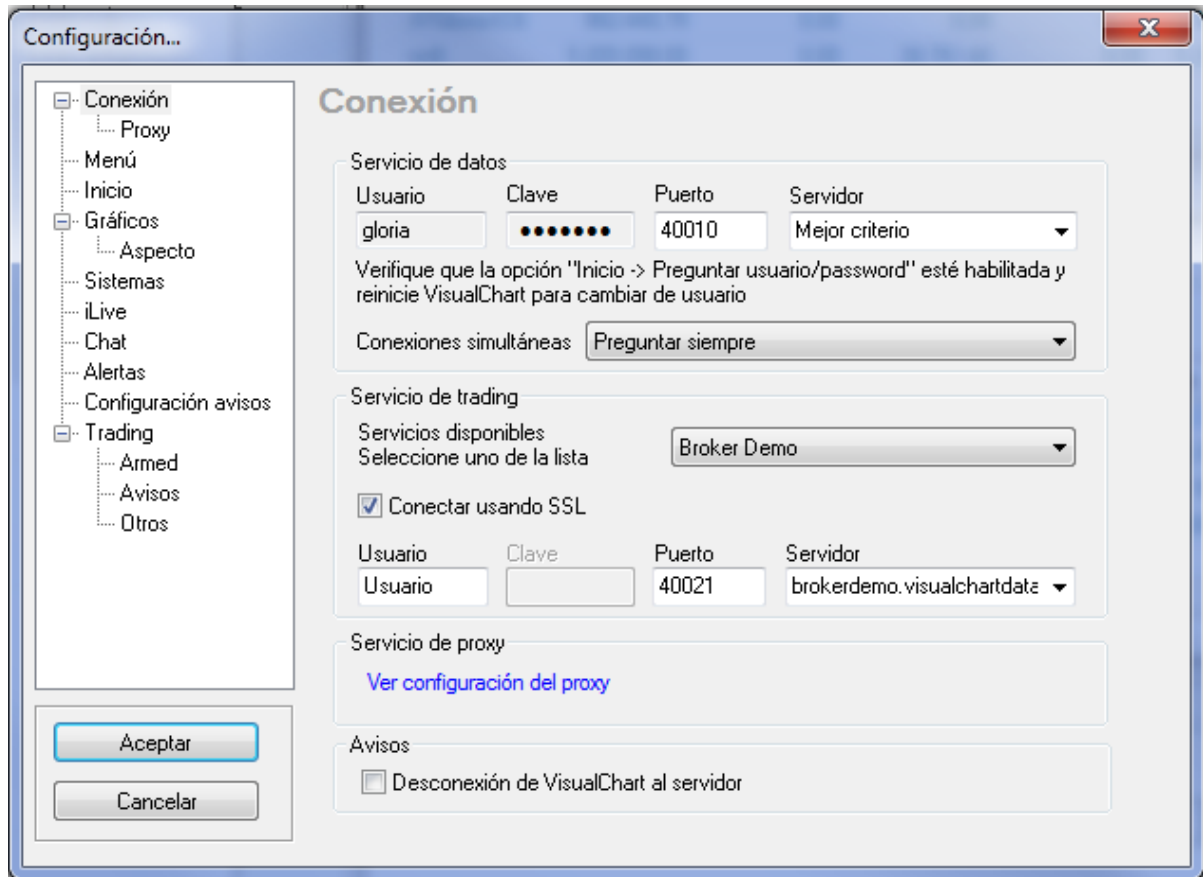 Configuración...
Conexión
Proxy
Menú
Inicio
Gráficos
Aspecto
Sistemas
iLive
Chat
Alertas
Configuración avisos
Trading
Armed
Avisos
Otros
Aceptar
Cancelar
Conexión
Servicio de datos
Usuario Clave Puerto Servidor
gloria ●●●●●●● 40010 Mejor criterio
Verifique que la opción "Inicio -> Preguntar usuario/password" esté habilitada y
reinicie VisualChart para cambiar de usuario
Conexiones simultáneas Preguntar siempre
Servicio de trading
Servicios disponibles
Seleccione uno de la lista Broker Demo
Conectar usando SSL
Usuario Clave Puerto Servidor
Usuario 40021 brokerdemo.visualchartdata
Servicio de proxy
Ver configuración del proxy
Avisos
Desconexión de VisualChart al servidor